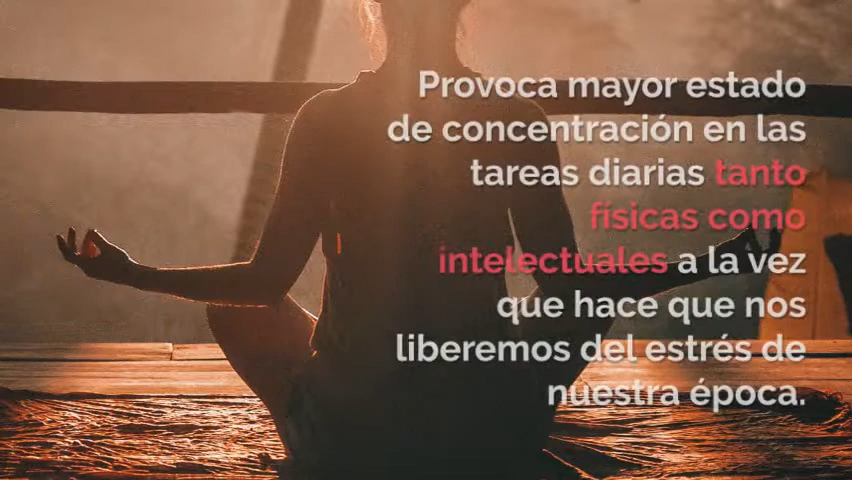 Provoca mayor estado
de concentración en las
tareas diarias tanto
físicas como
intelectuales a la vez
que hace que nos
liberemos del estrés de
nuestra época.